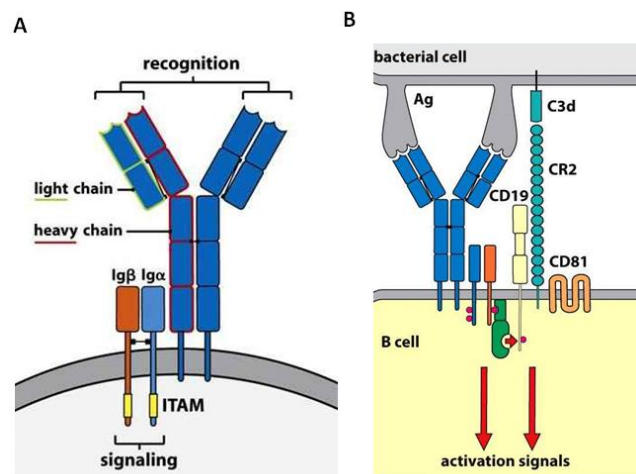 A
recognition
light chain
heavy chain
Igβ Igα
ITAM
signaling
B
bacterial cell
Ag
C3d
CR2
CD19
CD81
B cell
activation signals